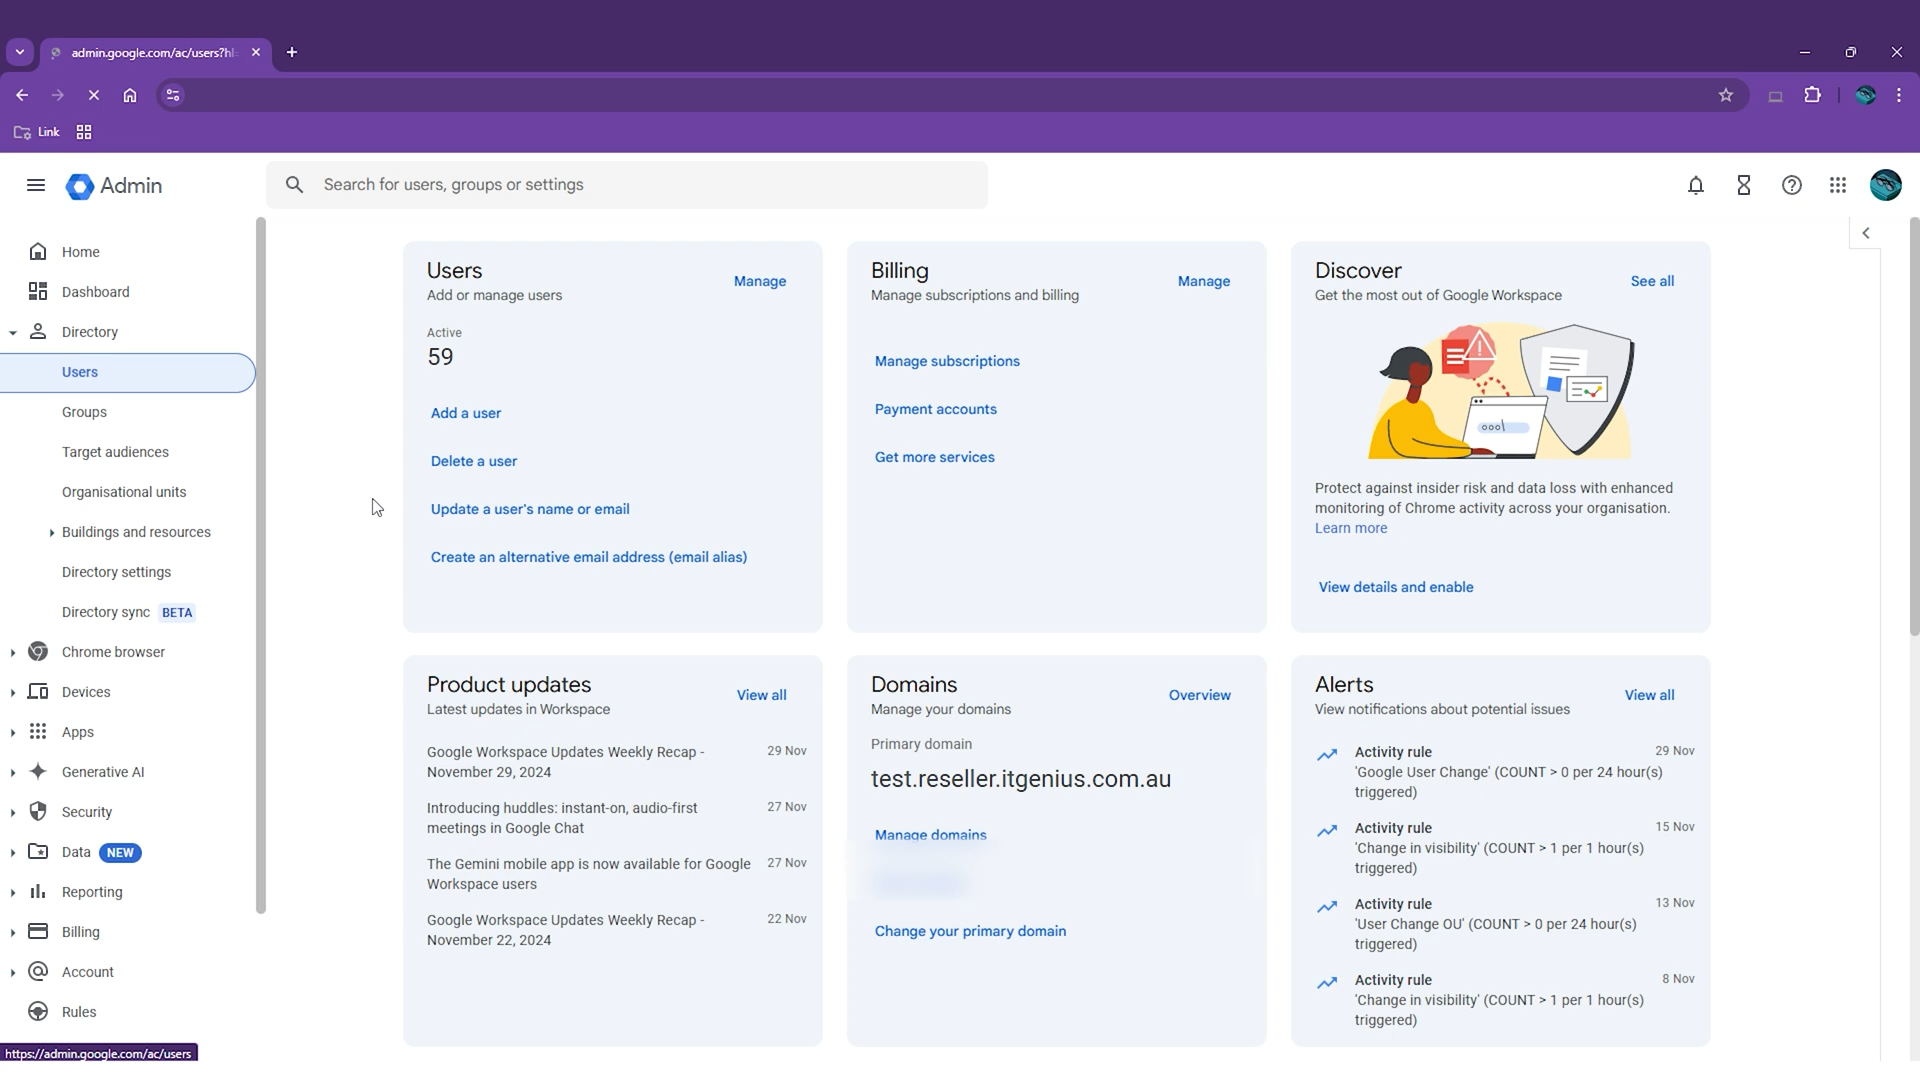 admin.google.com/ac/users?hl=
Link
Admin
Search for users, groups or settings
Home
Dashboard
Directory
Users
Groups
Target audiences
Organisational units
Buildings and resources
Directory settings
Directory sync BETA
Chrome browser
Devices
Apps
Generative AI
Security
Data NEW
Reporting
Billing
Account
Rules
https://admin.google.com/ac/users
Users
Add or manage users
Manage
Active
59
Add a user
Delete a user
Update a user's name or email
Create an alternative email address (email alias)
Billing
Manage subscriptions and billing
Manage
Manage subscriptions
Payment accounts
Get more services
Discover
Get the most out of Google Workspace
See all
Protect against insider risk and data loss with enhanced
monitoring of Chrome activity across your organisation.
Learn more
View details and enable
Product updates
Latest updates in Workspace
View all
Google Workspace Updates Weekly Recap -
November 29, 2024
29 Nov
Introducing huddles: instant-on, audio-first
meetings in Google Chat
27 Nov
The Gemini mobile app is now available for Google
Workspace users
27 Nov
Google Workspace Updates Weekly Recap -
November 22, 2024
22 Nov
Domains
Manage your domains
Overview
Primary domain
test.reseller.itgenius.com.au
Manage domains
Change your primary domain
Alerts
View notifications about potential issues
View all
Activity rule
29 Nov
'Google User Change' (COUNT > 0 per 24 hour(s)
triggered)
Activity rule
15 Nov
'Change in visibility' (COUNT > 1 per 1 hour(s)
triggered)
Activity rule
13 Nov
'User Change OU' (COUNT > 0 per 24 hour(s)
triggered)
Activity rule
8 Nov
'Change in visibility' (COUNT > 1 per 1 hour(s)
triggered)